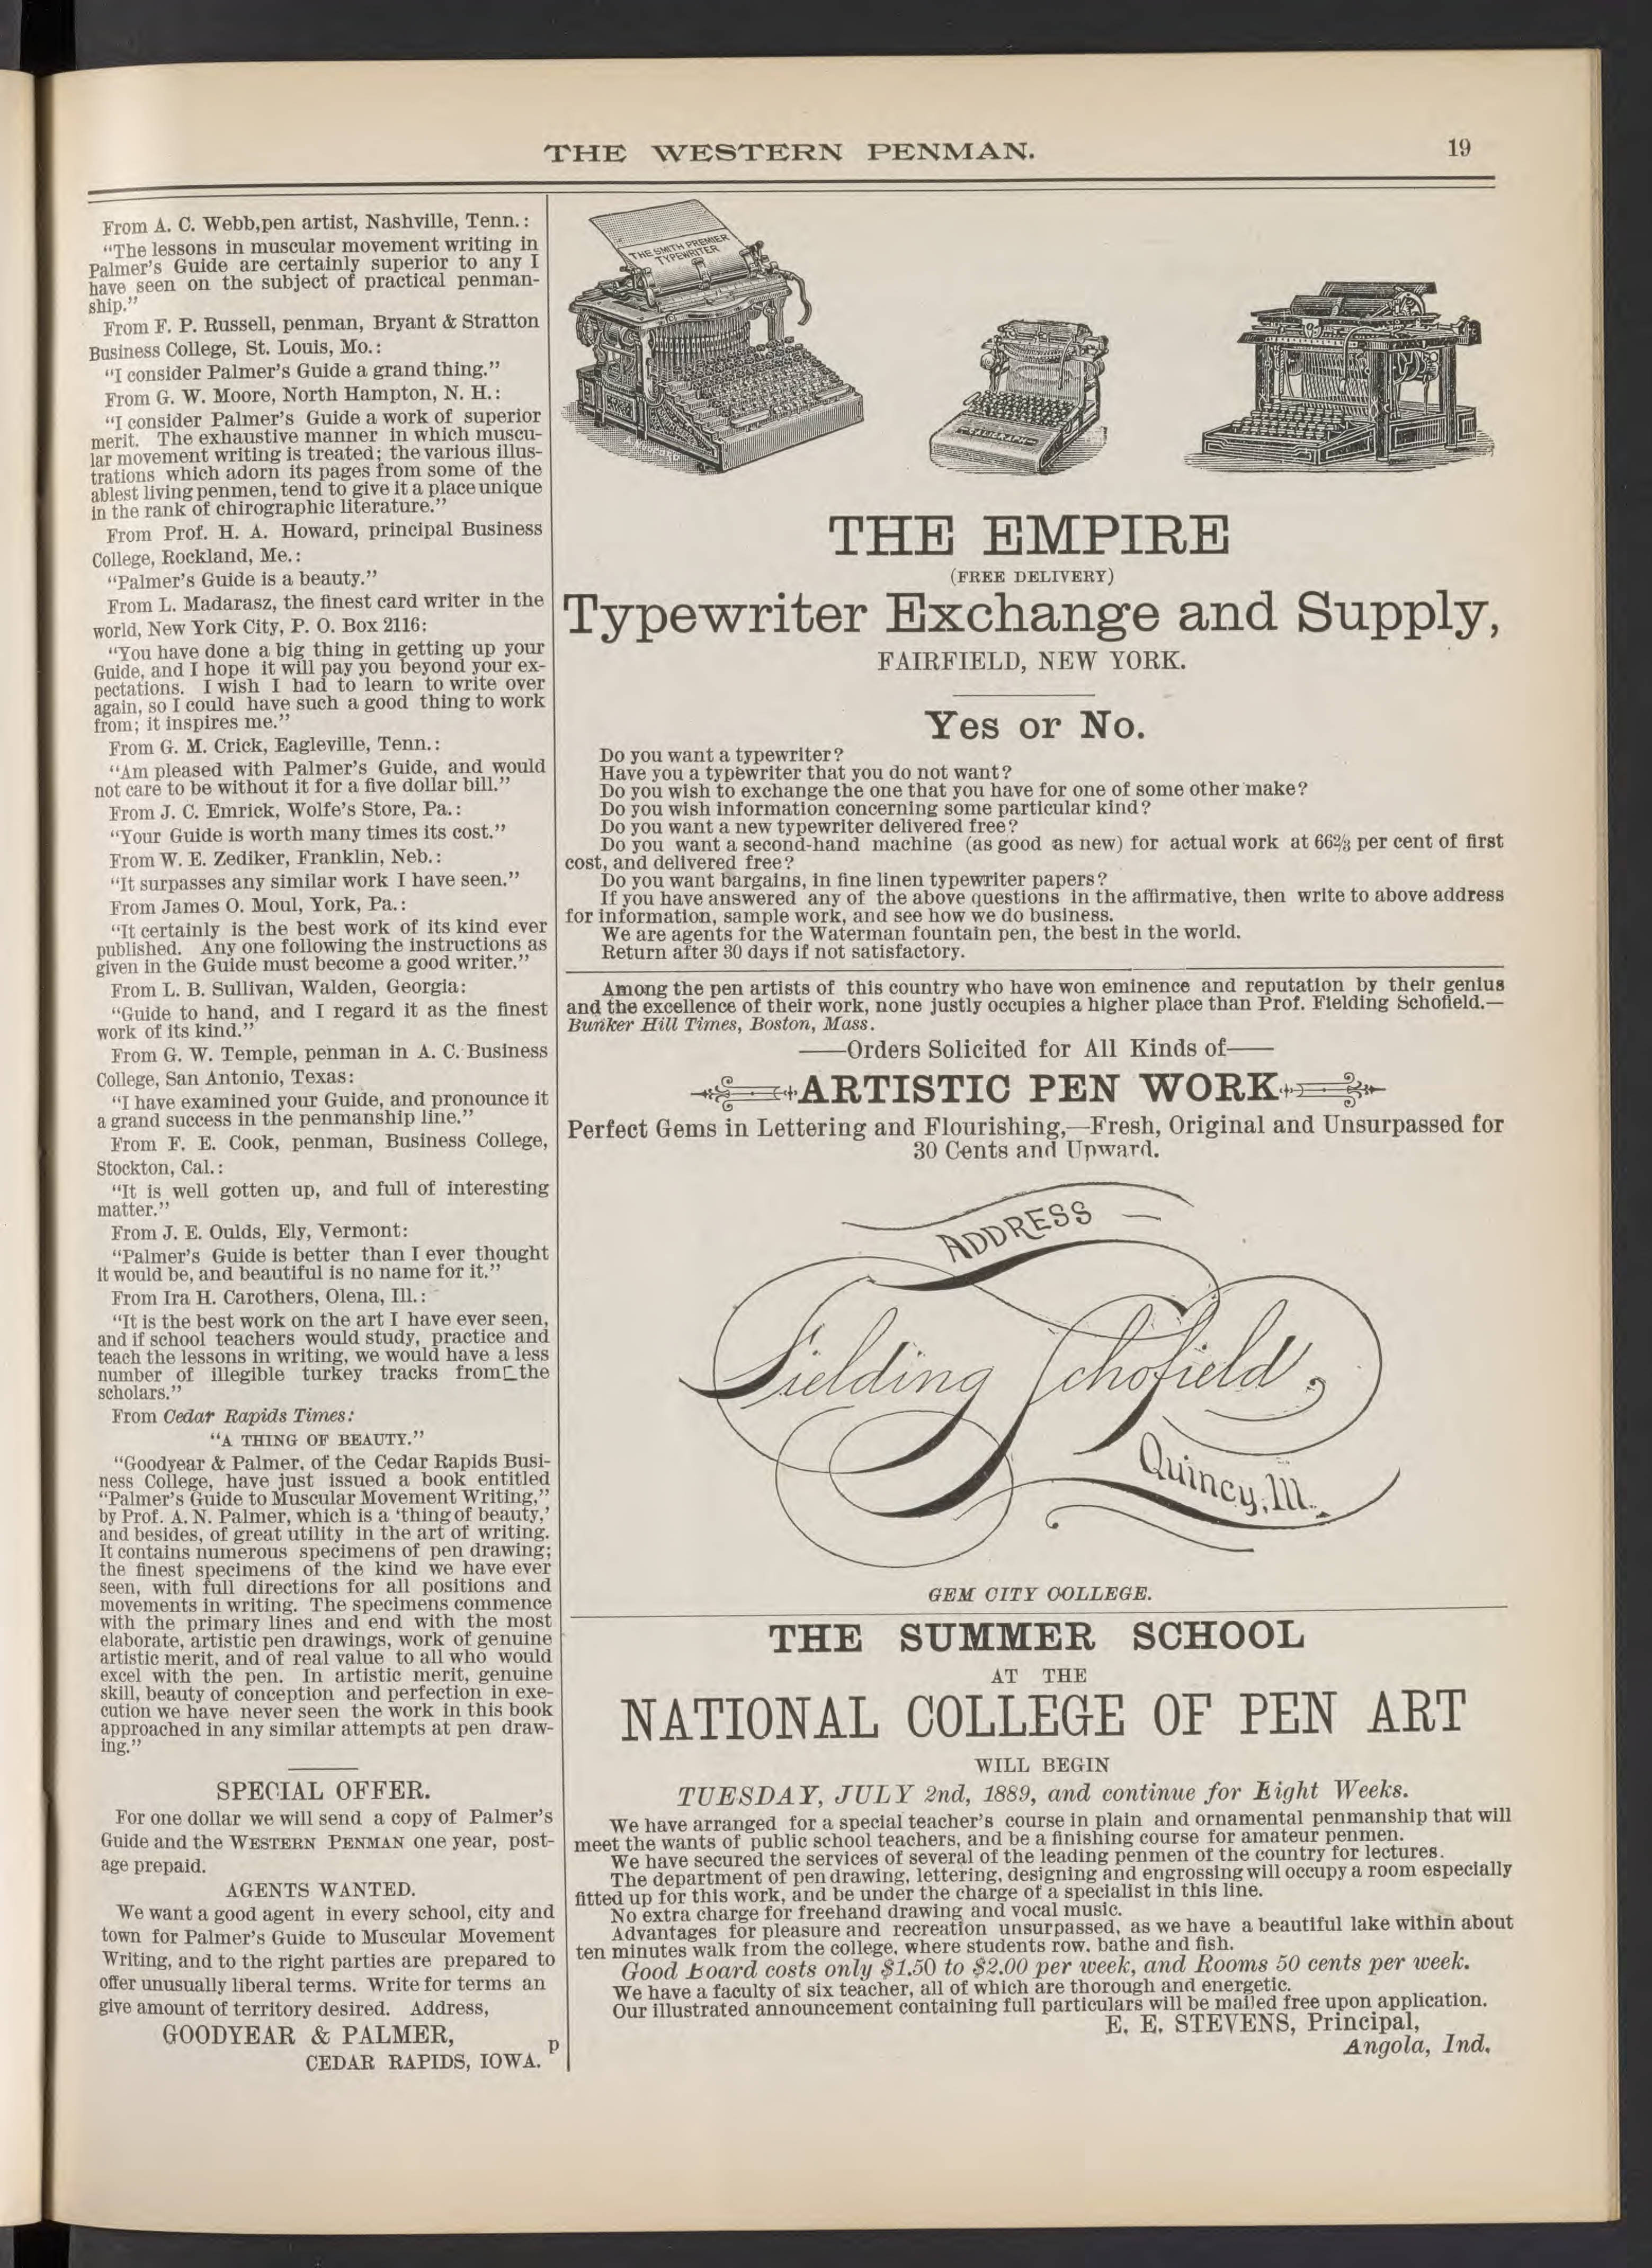 THE WESTERN PENMAN.
19
From A. C. Webb,pen artist, Nashville, Tenn.:
“The lessons in muscular movement writing in
Palmer’s Guide are certainly superior to any I
have seen on the subject of practical penman-
ship.”
From F. P. Russell, penman, Bryant & Stratton
Business College, St. Louis, Mo.:
“I consider Palmer’s Guide a grand thing.”
From G. W. Moore, North Hampton, N. H.:
“I consider Palmer’s Guide a work of superior
merit. The exhaustive manner in which muscu-
lar movement writing is treated; the various illus-
trations which adorn its pages from some of the
ablest living penmen, tend to give it a place unique
in the rank of chirographic literature.”
From Prof. H. A. Howard, principal Business
College, Rockland, Me.:
“Palmer’s Guide is a beauty.”
From L. Madarasz, the finest card writer in the
world, New York City, P. O. Box 2116:
“You have done a big thing in getting up your
Guide, and I hope it will pay you beyond your ex-
pectations. I wish I had to learn to write over
again, so I could have such a good thing to work
from; it inspires me.”
From G. M. Crick, Eagleville, Tenn.:
“Am pleased with Palmer’s Guide, and would
not care to be without it for a five dollar bill.”
From J. C. Emrick, Wolfe’s Store, Pa.:
“Your Guide is worth many times its cost.”
From W. E. Zediker, Franklin, Neb.:
“It surpasses any similar work I have seen.”
From James O. Moul, York, Pa.:
“It certainly is the best work of its kind ever
published. Any one following the instructions as
given in the Guide must become a good writer.”
From L. B. Sullivan, Walden, Georgia:
“Guide to hand, and I regard it as the finest
work of its kind.”
From G. W. Temple, penman in A. C. Business
College, San Antonio, Texas:
“I have examined your Guide, and pronounce it
a grand success in the penmanship line.”
From F. E. Cook, penman, Business College,
Stockton, Cal.:
“It is well gotten up, and full of interesting
matter.”
From J. E. Oulds, Ely, Vermont:
“Palmer’s Guide is better than I ever thought
it would be, and beautiful is no name for it.”
From Ira H. Carothers, Olena, Ill.:
“It is the best work on the art I have ever seen,
and if school teachers would study, practice and
teach the lessons in writing, we would have a less
number of illegible turkey tracks from the
scholars.”
From Cedar Rapids Times:
“A THING OF BEAUTY.”
“Goodyear & Palmer, of the Cedar Rapids Busi-
ness College, have just issued a book entitled
“Palmer’s Guide to Muscular Movement Writing,”
by Prof. A. N. Palmer, which is a ‘thing of beauty,’
and besides, of great utility in the art of writing.
It contains numerous specimens of pen drawing;
the finest specimens of the kind we have ever
seen, with full directions for all positions and
movements in writing. The specimens commence
with the primary lines and end with the most
elaborate, artistic pen drawings, work of genuine
artistic merit, and of real value to all who would
excel with the pen. In artistic merit, genuine
skill, beauty of conception and perfection in exe-
cution we have never seen the work in this book
approached in any similar attempts at pen draw-
ing.”
SPECIAL OFFER.
For one dollar we will send a copy of Palmer’s
Guide and the WESTERN PENMAN one year, post-
age prepaid.
AGENTS WANTED.
We want a good agent in every school, city and
town for Palmer’s Guide to Muscular Movement
Writing, and to the right parties are prepared to
offer unusually liberal terms. Write for terms an
give amount of territory desired. Address,
GOODYEAR & PALMER,
CEDAR RAPIDS, IOWA.
p
THE SMITH PREMIER
TYPEWRITER
THE EMPIRE
(FREE DELIVERY)
Typewriter Exchange and Supply,
FAIRFIELD, NEW YORK.
Yes or No.
Do you want a typewriter?
Have you a typewriter that you do not want?
Do you wish to exchange the one that you have for one of some other make?
Do you wish information concerning some particular kind?
Do you want a new typewriter delivered free?
Do you want a second-hand machine (as good as new) for actual work at 66⅔ per cent of first
cost, and delivered free?
Do you want bargains, in fine linen typewriter papers?
If you have answered any of the above questions in the affirmative, then write to above address
for information, sample work, and see how we do business.
We are agents for the Waterman fountain pen, the best in the world.
Return after 30 days if not satisfactory.
Among the pen artists of this country who have won eminence and reputation by their genius
and the excellence of their work, none justly occupies a higher place than Prof. Fielding Schofield.—
Bunker Hill Times, Boston, Mass.
——Orders Solicited for All Kinds of——
ARTISTIC PEN WORK
Perfect Gems in Lettering and Flourishing,—Fresh, Original and Unsurpassed for
30 Cents and Upward.
ADDRESS
Fielding Schofield,
Quincy, Ill.
GEM CITY COLLEGE.
THE SUMMER SCHOOL
AT THE
NATIONAL COLLEGE OF PEN ART
WILL BEGIN
TUESDAY, JULY 2nd, 1889, and continue for Eight Weeks.
We have arranged for a special teacher’s course in plain and ornamental penmanship that will
meet the wants of public school teachers, and be a finishing course for amateur penmen.
We have secured the services of several of the leading penmen of the country for lectures.
The department of pen drawing, lettering, designing and engrossing will occupy a room especially
fitted up for this work, and be under the charge of a specialist in this line.
No extra charge for freehand drawing and vocal music.
Advantages for pleasure and recreation unsurpassed, as we have a beautiful lake within about
ten minutes walk from the college, where students row, bathe and fish.
Good board costs only $1.50 to $2.00 per week, and Rooms 50 cents per week.
We have a faculty of six teacher, all of which are thorough and energetic.
Our illustrated announcement containing full particulars will be mailed free upon application.
E. E. STEVENS, Principal,
Angola, Ind.